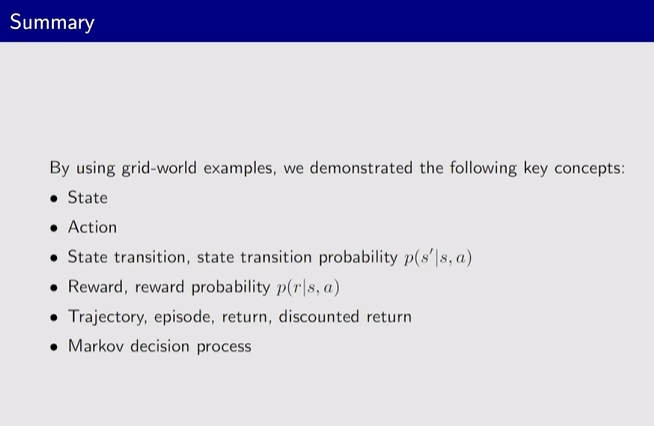 Summary
By using grid-world examples, we demonstrated the following key concepts:
• State
• Action
• State transition, state transition probability p(s′|s, a)
• Reward, reward probability p(r|s, a)
• Trajectory, episode, return, discounted return
• Markov decision process